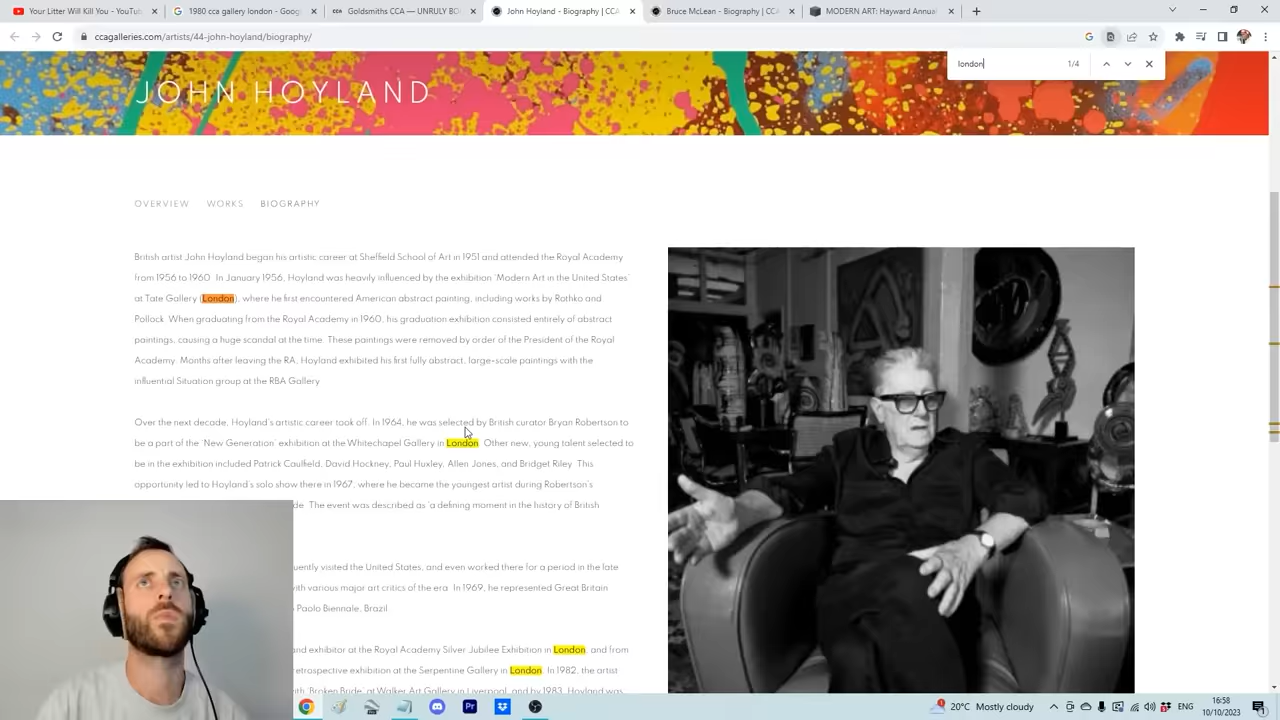 Your Litter Will Kill You - YouTub
1980 cca gallery london - Goog
Goldsmiths CCA — UNRULY BO
John Hoyland - Biography | CC
Bruce McLean - Biography | CC
MODERN ART: Hayward Annual
ccagalleries.com/artists/44-john-hoyland/biography/
london
1/4
JOHN HOYLAND
OVERVIEW WORKS BIOGRAPHY
British artist John Hoyland began his artistic career at Sheffield School of Art in 1951 and attended the Royal Academy
from 1956 to 1960. In January 1956, Hoyland was heavily influenced by the exhibition 'Modern Art in the United States'
at Tate Gallery (London), where he first encountered American abstract painting, including works by Rothko and
Pollock. When graduating from the Royal Academy in 1960, his graduation exhibition consisted entirely of abstract
paintings, causing a huge scandal at the time. These paintings were removed by order of the President of the Royal
Academy. Months after leaving the RA, Hoyland exhibited his first fully abstract, large-scale paintings with the
influential Situation group at the RBA Gallery.
Over the next decade, Hoyland's artistic career took off. In 1964, he was selected by British curator Bryan Robertson to
be a part of the 'New Generation' exhibition at the Whitechapel Gallery in London. Other new, young talent selected to
be in the exhibition included Patrick Caulfield, David Hockney, Paul Huxley, Allen Jones, and Bridget Riley. This
opportunity led to Hoyland's solo show there in 1967, where he became the youngest artist during Robertson's
de. The event was described as 'a defining moment in the history of British
uently visited the United States, and even worked there for a period in the late
ith various major art critics of the era. In 1969, he represented Great Britain
Paolo Biennale, Brazil.
and exhibitor at the Royal Academy Silver Jubilee Exhibition in London, and from
etrospective exhibition at the Serpentine Gallery in London. In 1982, the artist
ith 'Broken Bride' at Walker Art Gallery in Liverpool, and by 1983, Hoyland was
20°C Mostly cloudy
ENG
16:58
10/10/2023